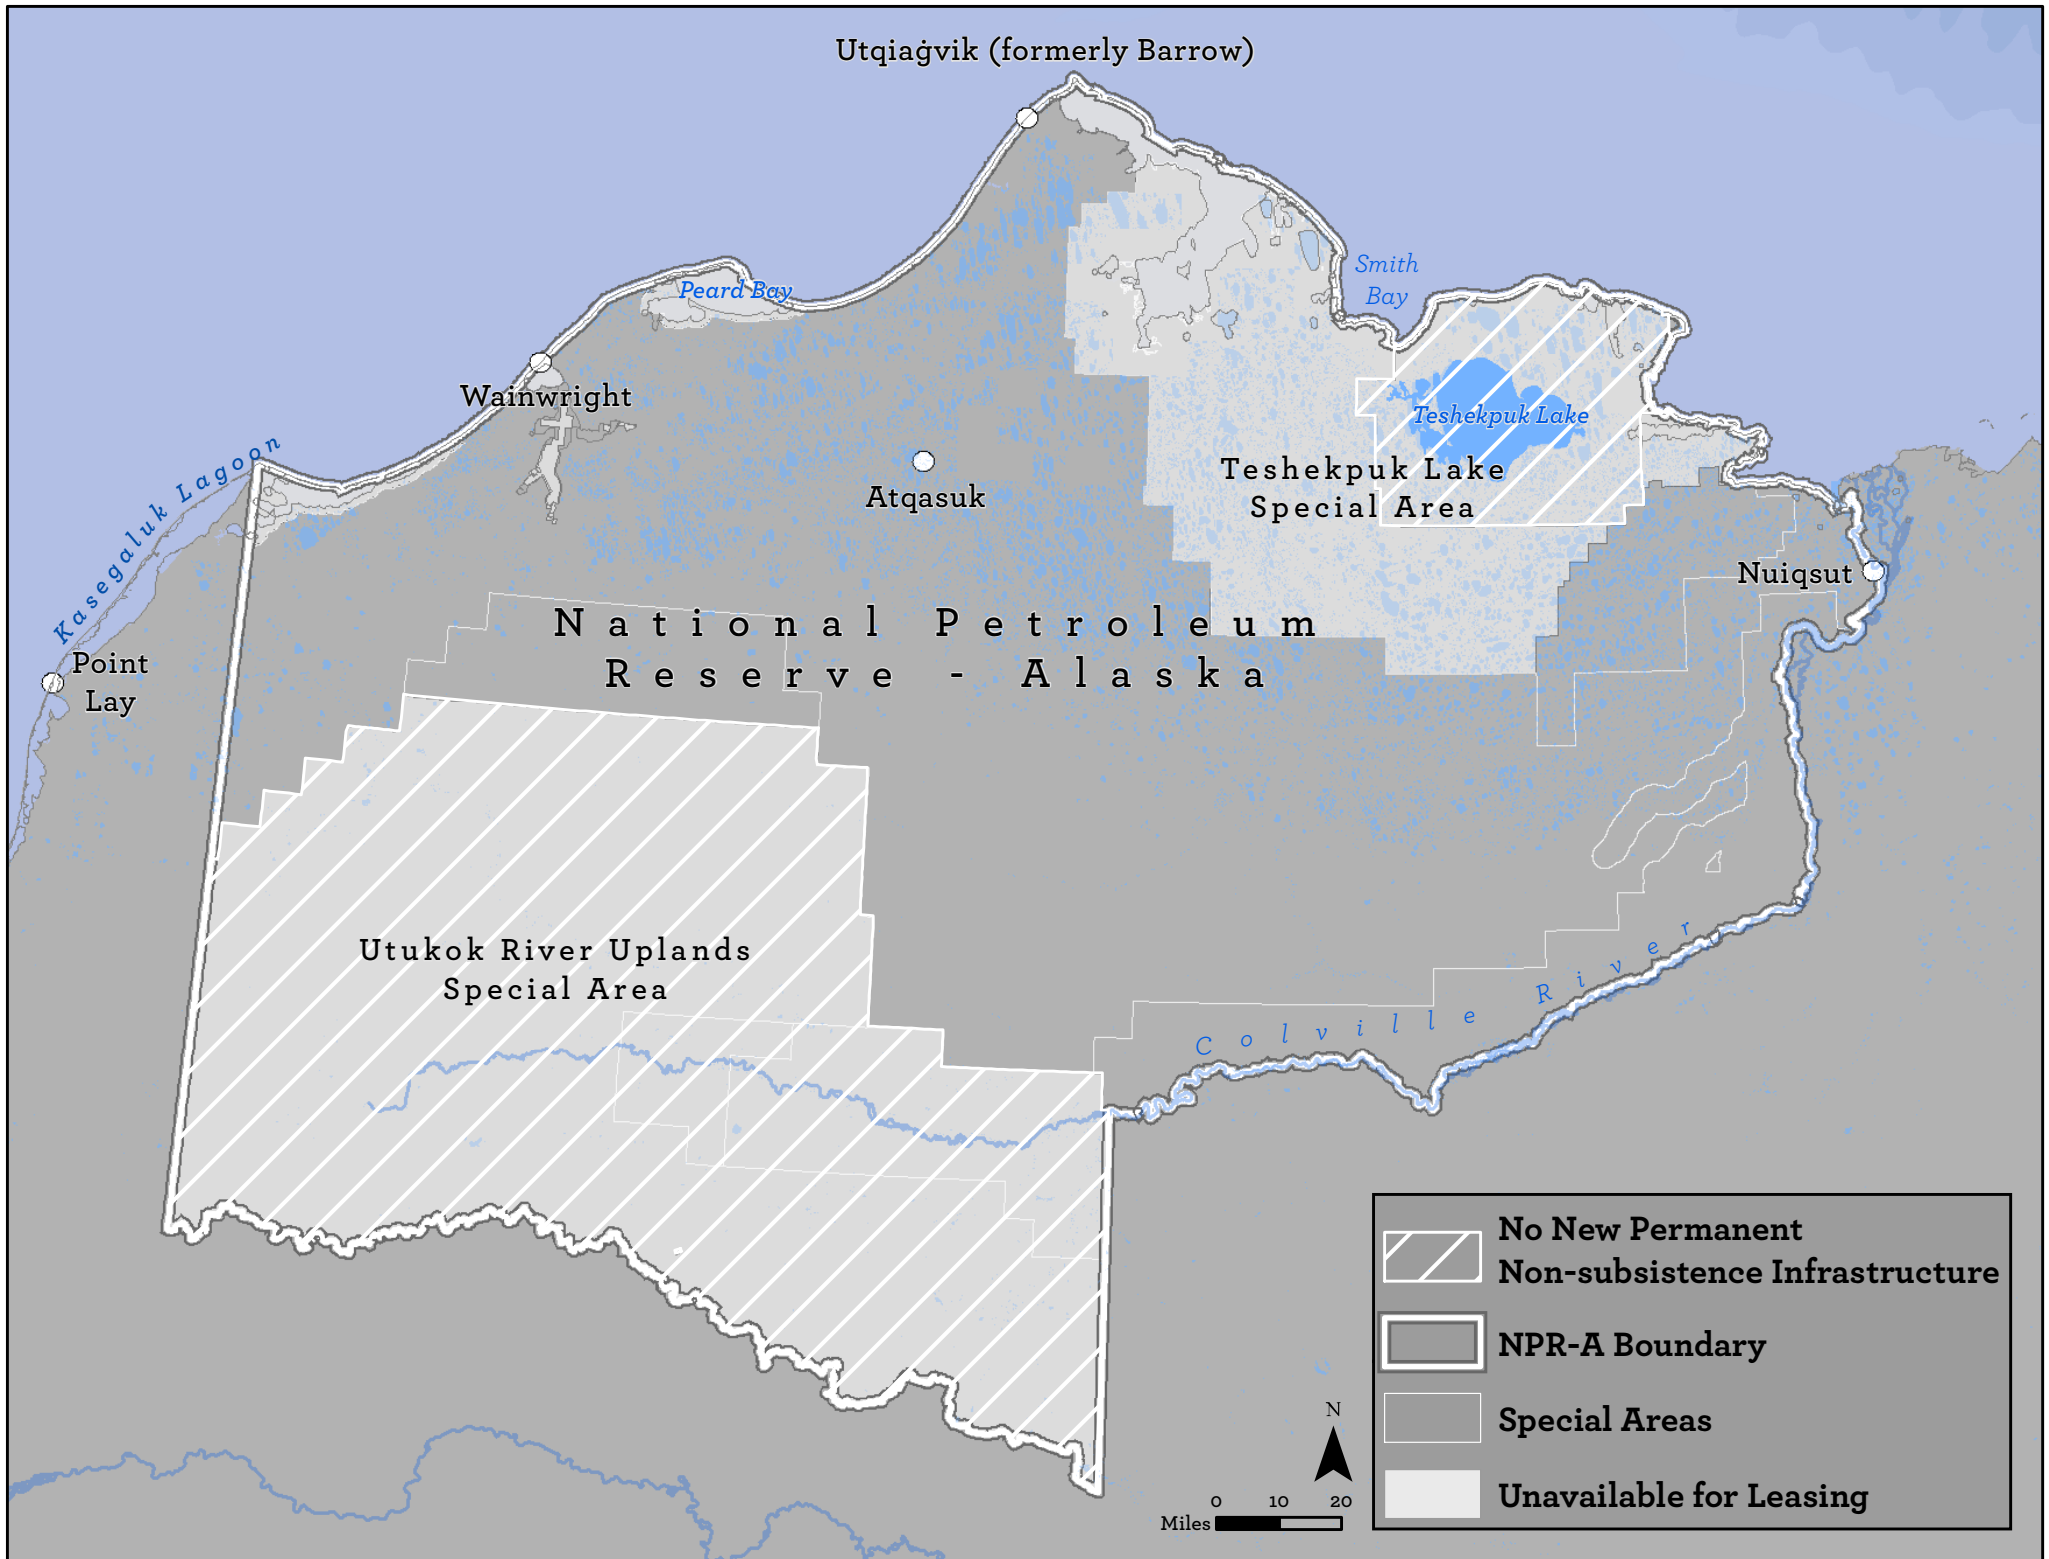 Utqiaġvik (formerly Barrow)
Smith
Bay
Peard Bay
Wainwright
Teshekpuk Lake
Kasegaluk Lagoon
Teshekpuk Lake
Special Area
Atqasuk
Nuiqsut
National Petroleum
Reserve - Alaska
Point
Lay
Utukok River Uplands
Special Area
Colville River
No New Permanent
Non-subsistence Infrastructure
NPR-A Boundary
Special Areas
Unavailable for Leasing
N
0 10 20
Miles